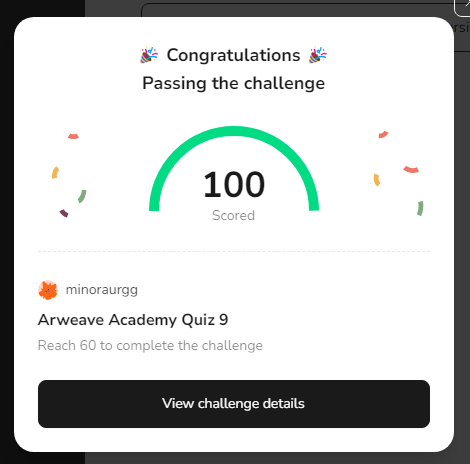 🎉 Congratulations 🎉
Passing the challenge
100
Scored
minoraurgg
Arweave Academy Quiz 9
Reach 60 to complete the challenge
View challenge details